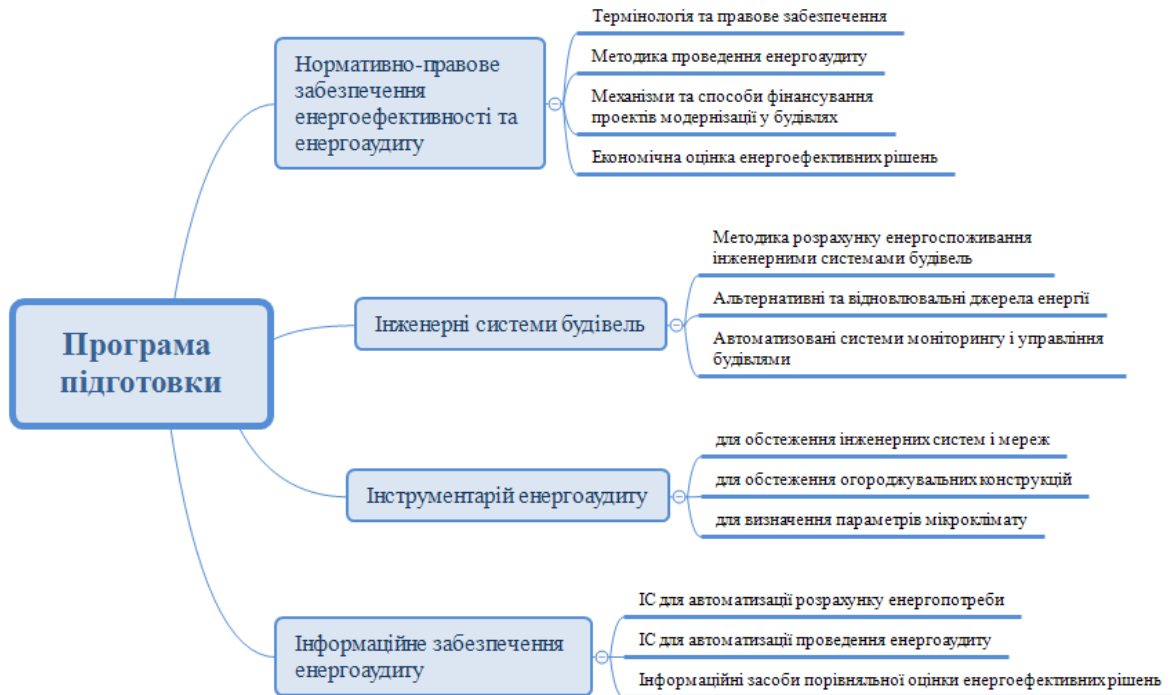 Програма
підготовки
Нормативно-правове
забезпечення
енергоефективності та
енергоаудиту
Термінологія та правове забезпечення
Методика проведення енергоаудиту
Механізми та способи фінансування
проектів модернізації у будівлях
Економічна оцінка енергоефективних рішень
Інженерні системи будівель
Методика розрахунку енергоспоживання
інженерними системами будівель
Альтернативні та відновлювальні джерела енергії
Автоматизовані системи моніторингу і управління
будівлями
Інструментарій енергоаудиту
для обстеження інженерних систем і мереж
для обстеження огороджувальних конструкцій
для визначення параметрів мікроклімату
Інформаційне забезпечення
енергоаудиту
ІС для автоматизації розрахунку енергопотреби
ІС для автоматизації проведення енергоаудиту
Інформаційні засоби порівняльної оцінки енергоефективних рішень